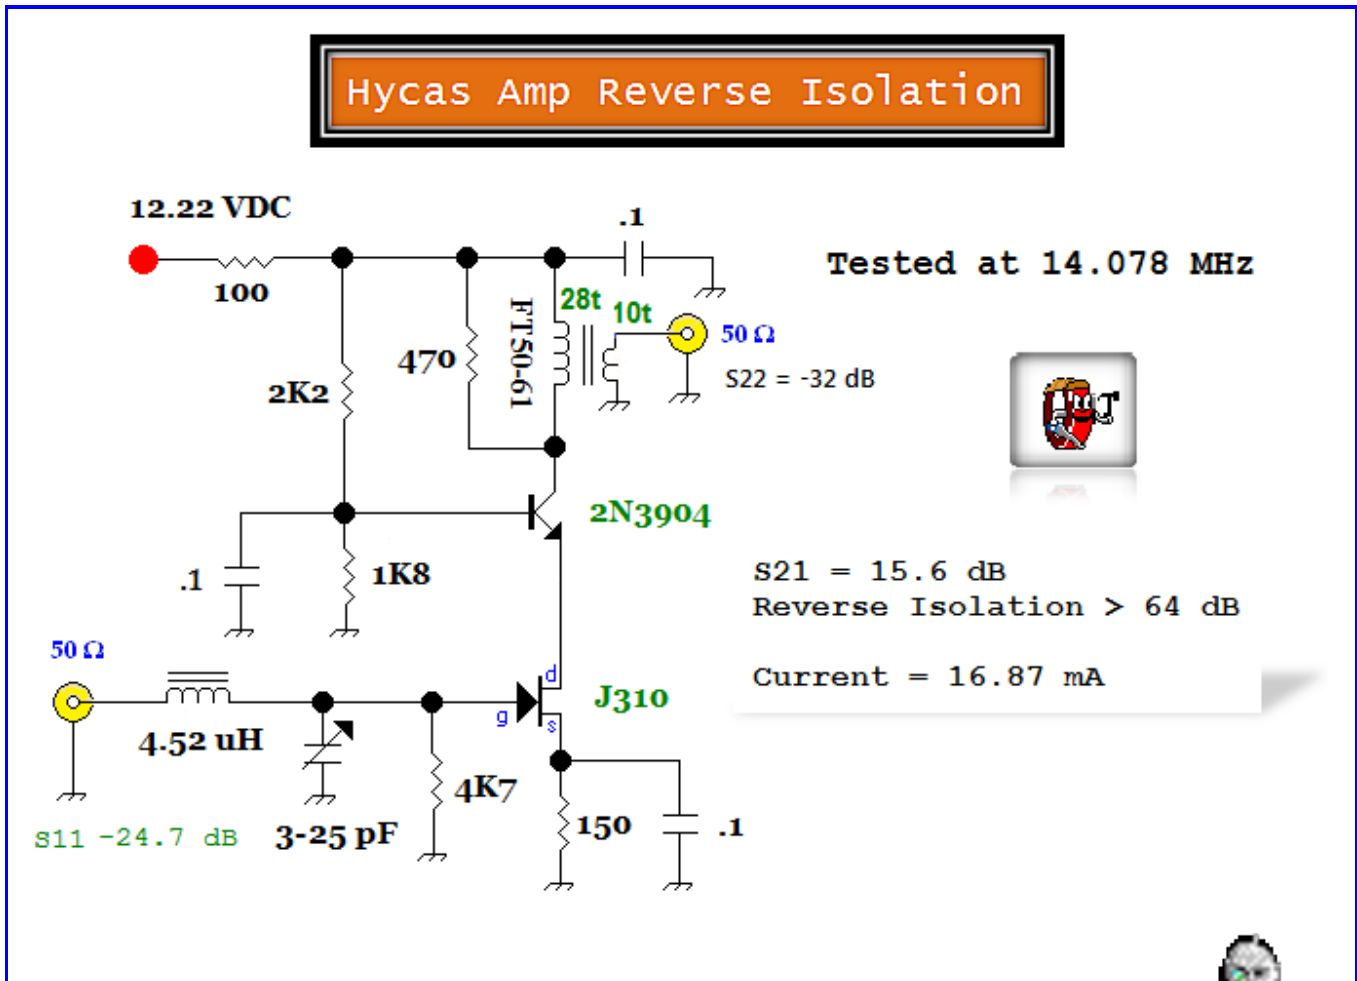 Hycas Amp Reverse Isolation
12.22 VDC
.1
Tested at 14.078 MHz
100
28t
10t
FT50-61
50 Ω
470
S22 = -32 dB
2K2
2N3904
.1
1K8
S21 = 15.6 dB
Reverse Isolation > 64 dB
Current = 16.87 mA
50 Ω
d
J310
g
s
4.52 uH
4K7
3-25 pF
150
.1
S11 -24.7 dB